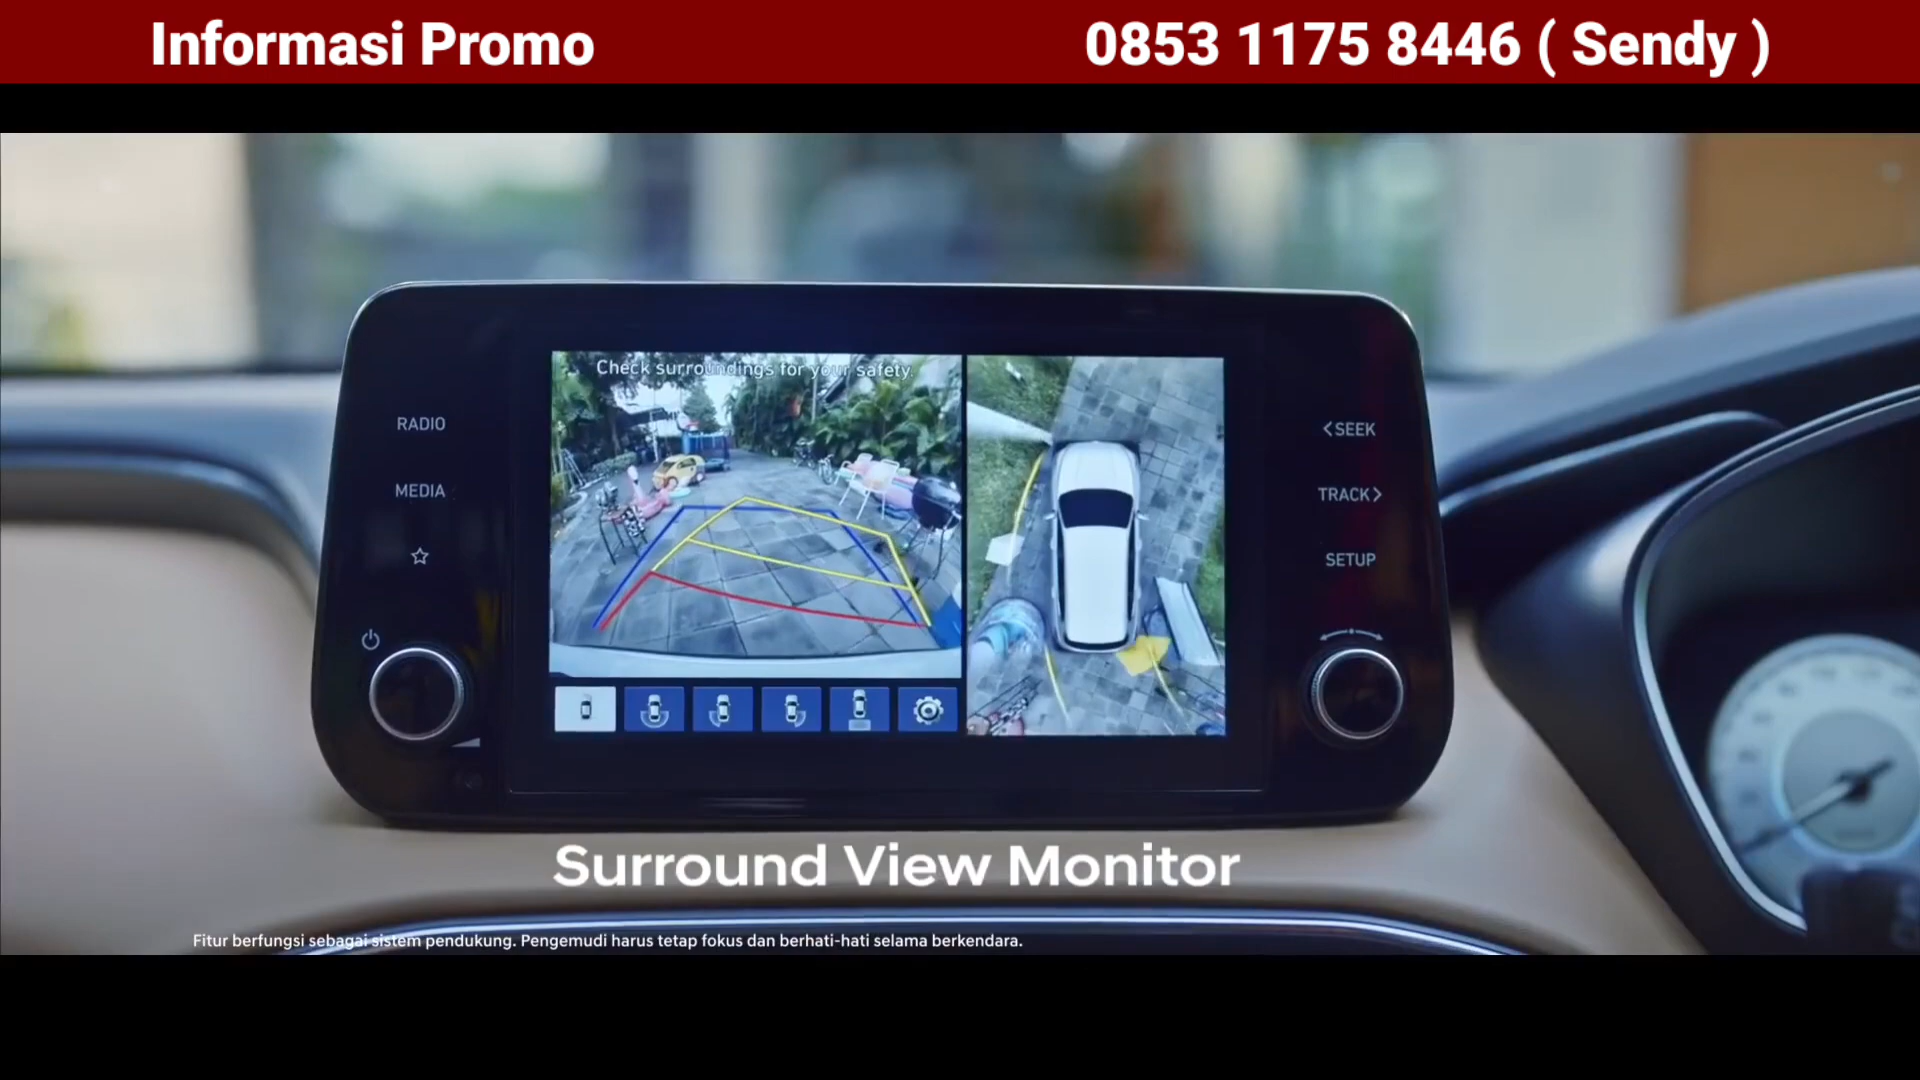 Informasi Promo
0853 1175 8446 ( Sendy )
Check surroundings for your safety.
RADIO
MEDIA
<SEEK
TRACK>
SETUP
Surround View Monitor
Fitur berfungsi sebagai sistem pendukung. Pengemudi harus tetap fokus dan berhati-hati selama berkendara.